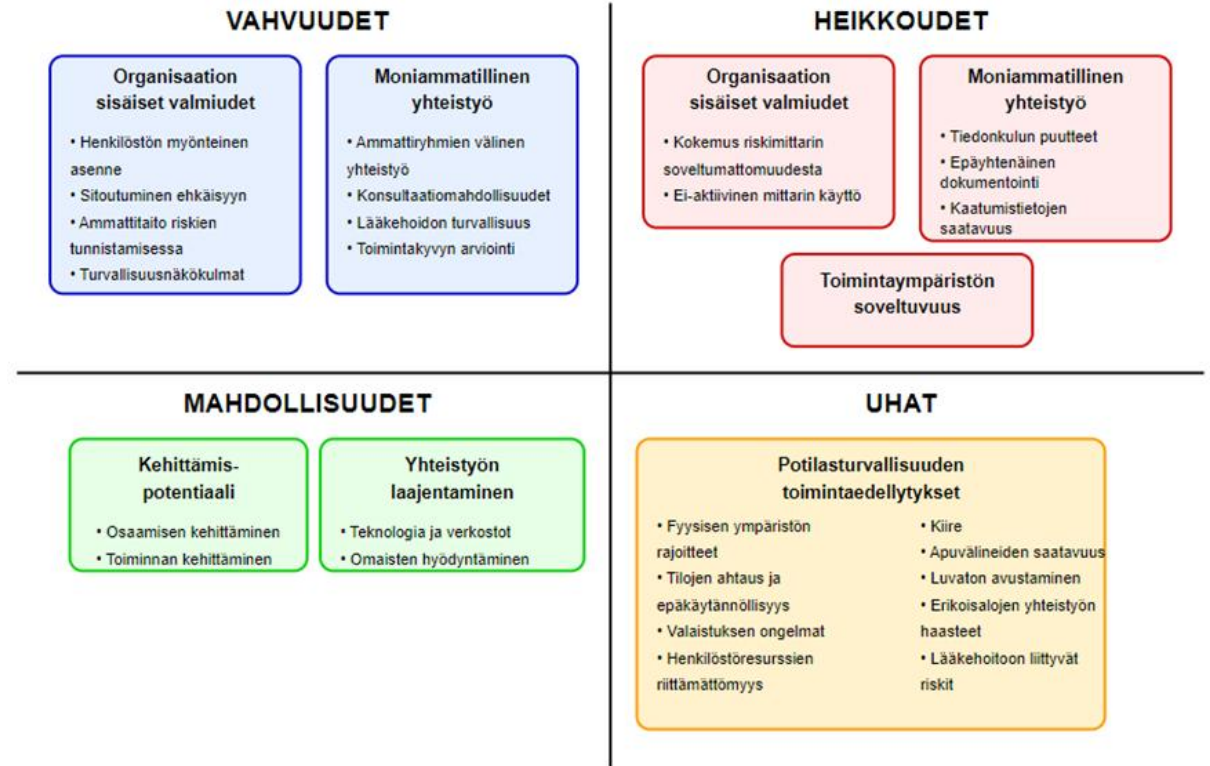 VAHVUUDET
Organisaation
sisäiset valmiudet
• Henkilöstön myönteinen
asenne
• Sitoutuminen ehkäisyyn
• Ammattitaito riskien
tunnistamisessa
• Turvallisuusnäkökulmat
Moniammatillinen
yhteistyö
• Ammattiryhmien välinen
yhteistyö
• Konsultaatiomahdollisuudet
• Lääkehoidon turvallisuus
• Toimintakyvyn arviointi
HEIKKOUDET
Organisaation
sisäiset valmiudet
• Kokemus riskimittarin
soveltumattomuudesta
• Ei-aktiivinen mittarin käyttö
Moniammatillinen
yhteistyö
• Tiedonkulun puutteet
• Epäyhtenäinen
dokumentointi
• Kaatumistietojen
saatavuus
Toimintaympäristön
soveltuvuus
MAHDOLLISUUDET
Kehittämis-
potentiaali
• Osaamisen kehittäminen
• Toiminnan kehittäminen
Yhteistyön
laajentaminen
• Teknologia ja verkostot
• Omaisten hyödyntäminen
UHAT
Potilasturvallisuuden
toimintaedellytykset
• Fyysisen ympäristön
rajoitteet
• Tilojen ahtaus ja
epäkäytännöllisyys
• Valaistuksen ongelmat
• Henkilöstöresurssien
riittämättömyys
• Kiire
• Apuvälineiden saatavuus
• Luvaton avustaminen
• Erikoisalojen yhteistyön
haasteet
• Lääkehoitoon liittyvät
riskit